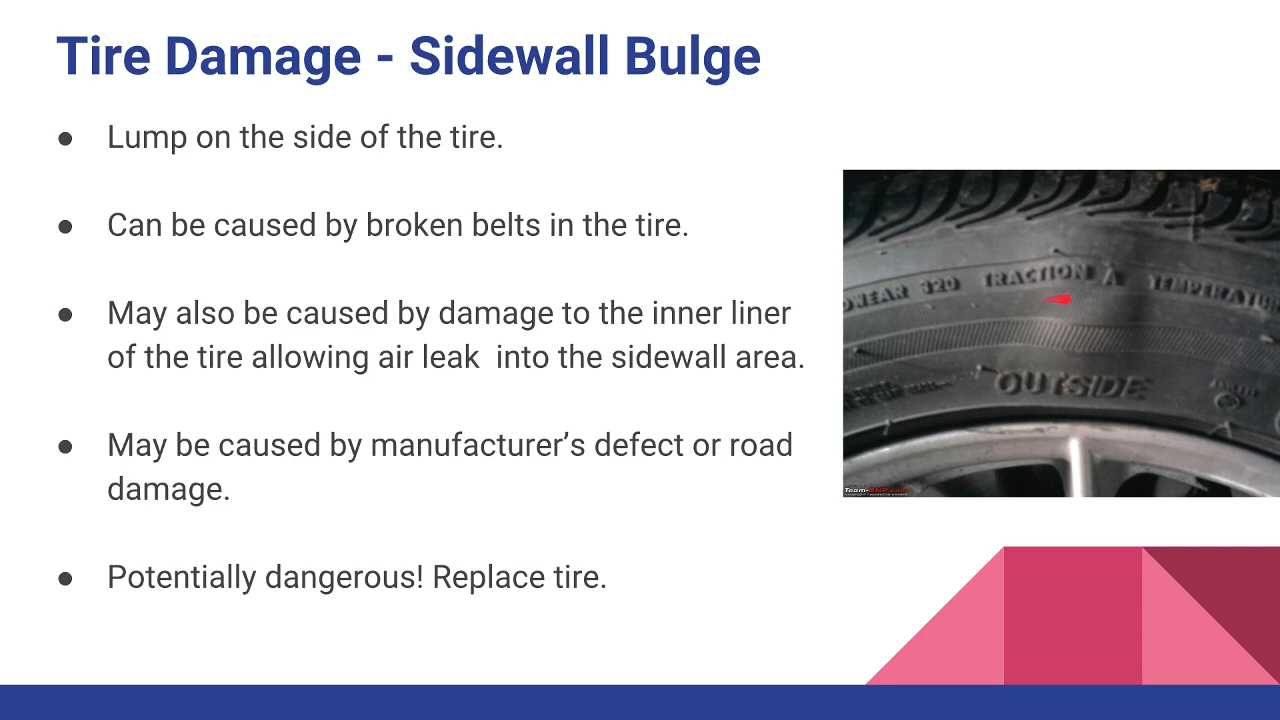 Tire Damage - Sidewall Bulge
● Lump on the side of the tire.
● Can be caused by broken belts in the tire.
● May also be caused by damage to the inner liner
of the tire allowing air leak  into the sidewall area.
● May be caused by manufacturer’s defect or road
damage.
● Potentially dangerous! Replace tire.
320 TRACTION A
OUTSIDE